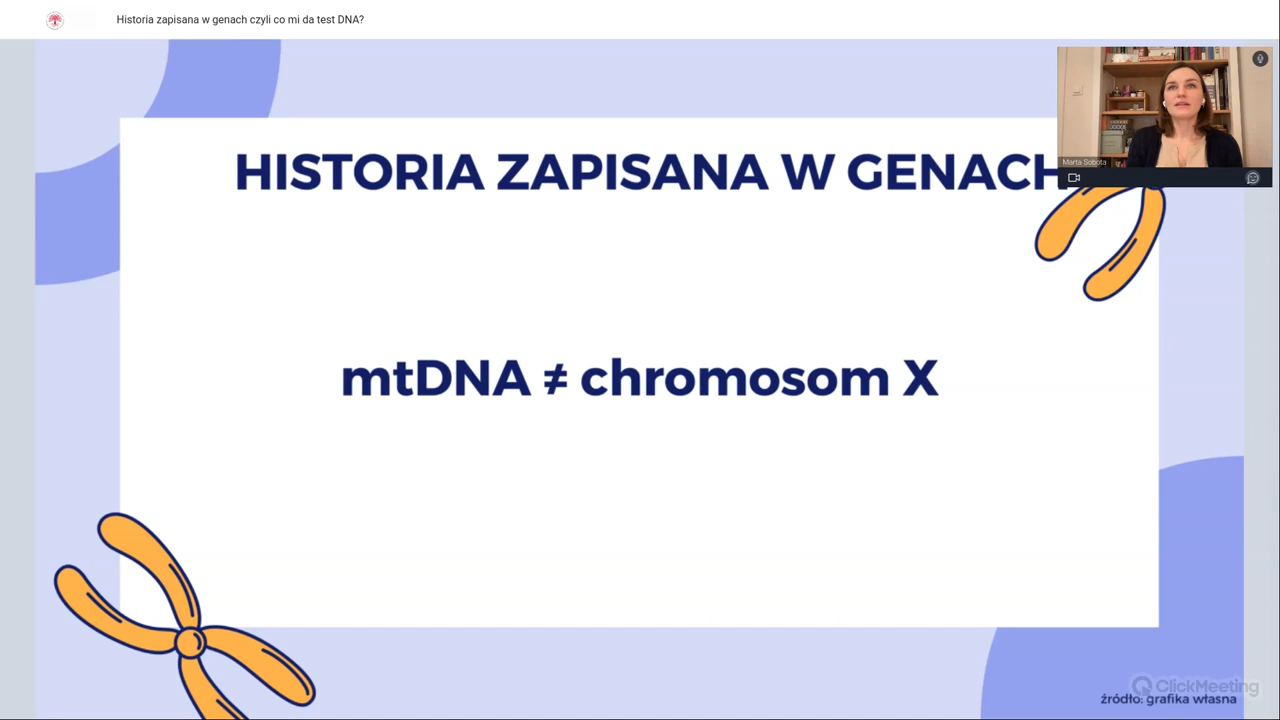 Historia zapisana w genach czyli co mi da test DNA?
HISTORIA ZAPISANA W GENACH
Marta Sobota
mtDNA ≠ chromosom X
ClickMeeting
źródło: grafika własna